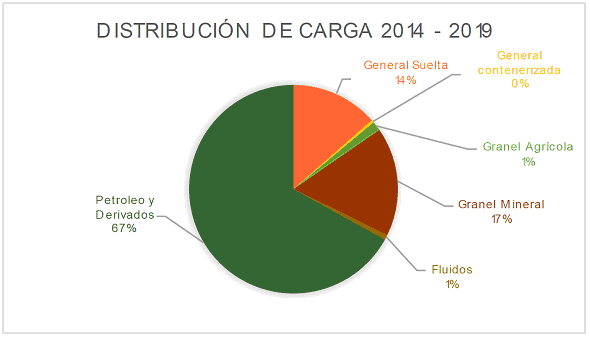 DISTRIBUCIÓN DE CARGA 2014 - 2019
General Suelta
14%
General
contenerizada
0%
Granel Agrícola
1%
Granel Mineral
17%
Fluidos
1%
Petroleo y
Derivados
67%